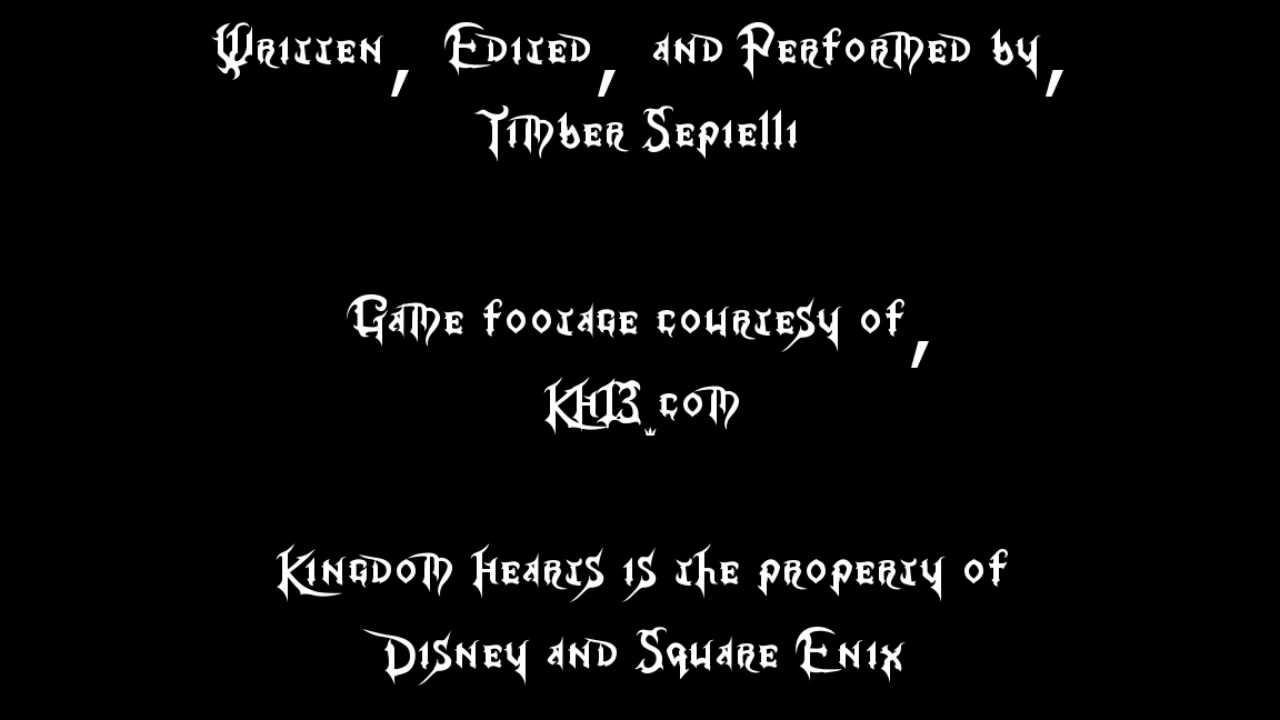 Written, Edited, and Performed by,
Timber Sepielli
Game footage courtesy of,
KH13.com
Kingdom Hearts is the property of
Disney and Square Enix